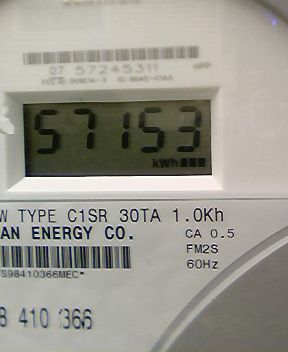 07 57245311
57153
kWh
W TYPE C1SR 30TA 1.0Kh
AN ENERGY CO.
CA 0.5
FM2S
60Hz
S98410366MEC*
8 410 366